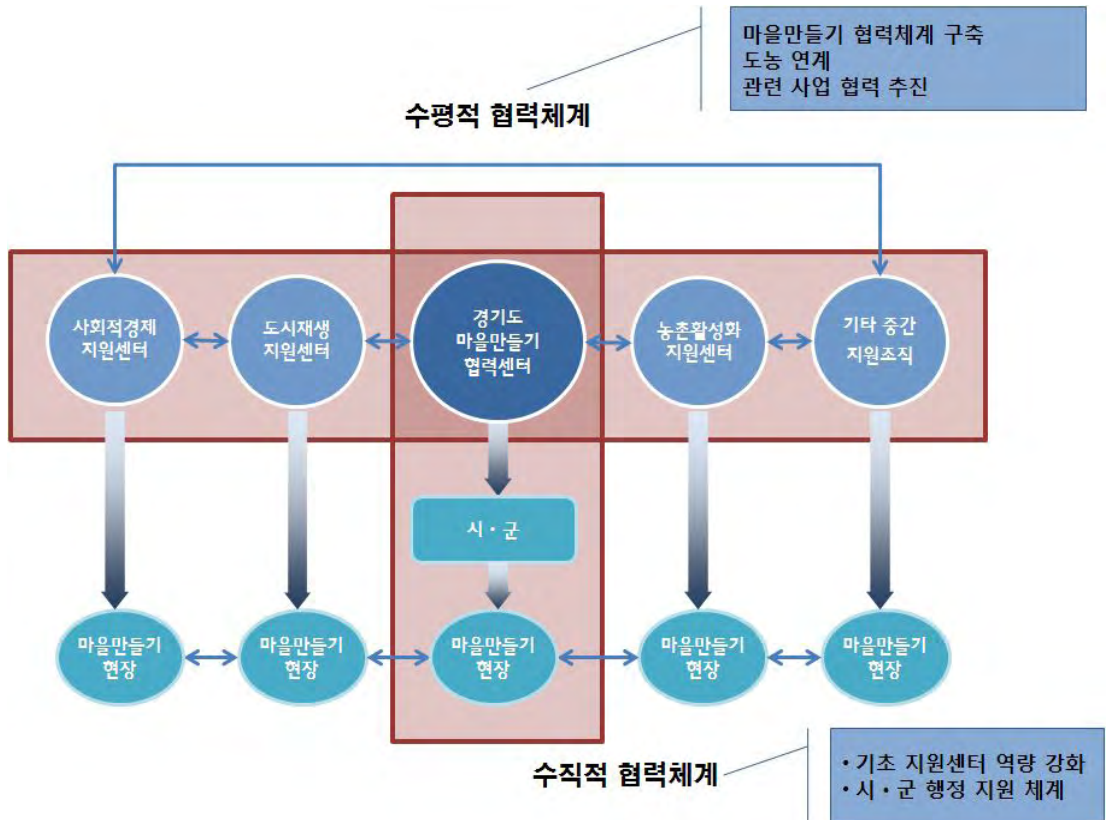 마을만들기 협력체계 구축
도농 연계
관련 사업 협력 추진
수평적 협력체계
사회적경제
지원센터
도시재생
지원센터
경기도
마을만들기
협력센터
농촌활성화
지원센터
기타 중간
지원조직
시・군
마을만들기
현장
마을만들기
현장
마을만들기
현장
마을만들기
현장
마을만들기
현장
수직적 협력체계
• 기초 지원센터 역량 강화
• 시・군 행정 지원 체계